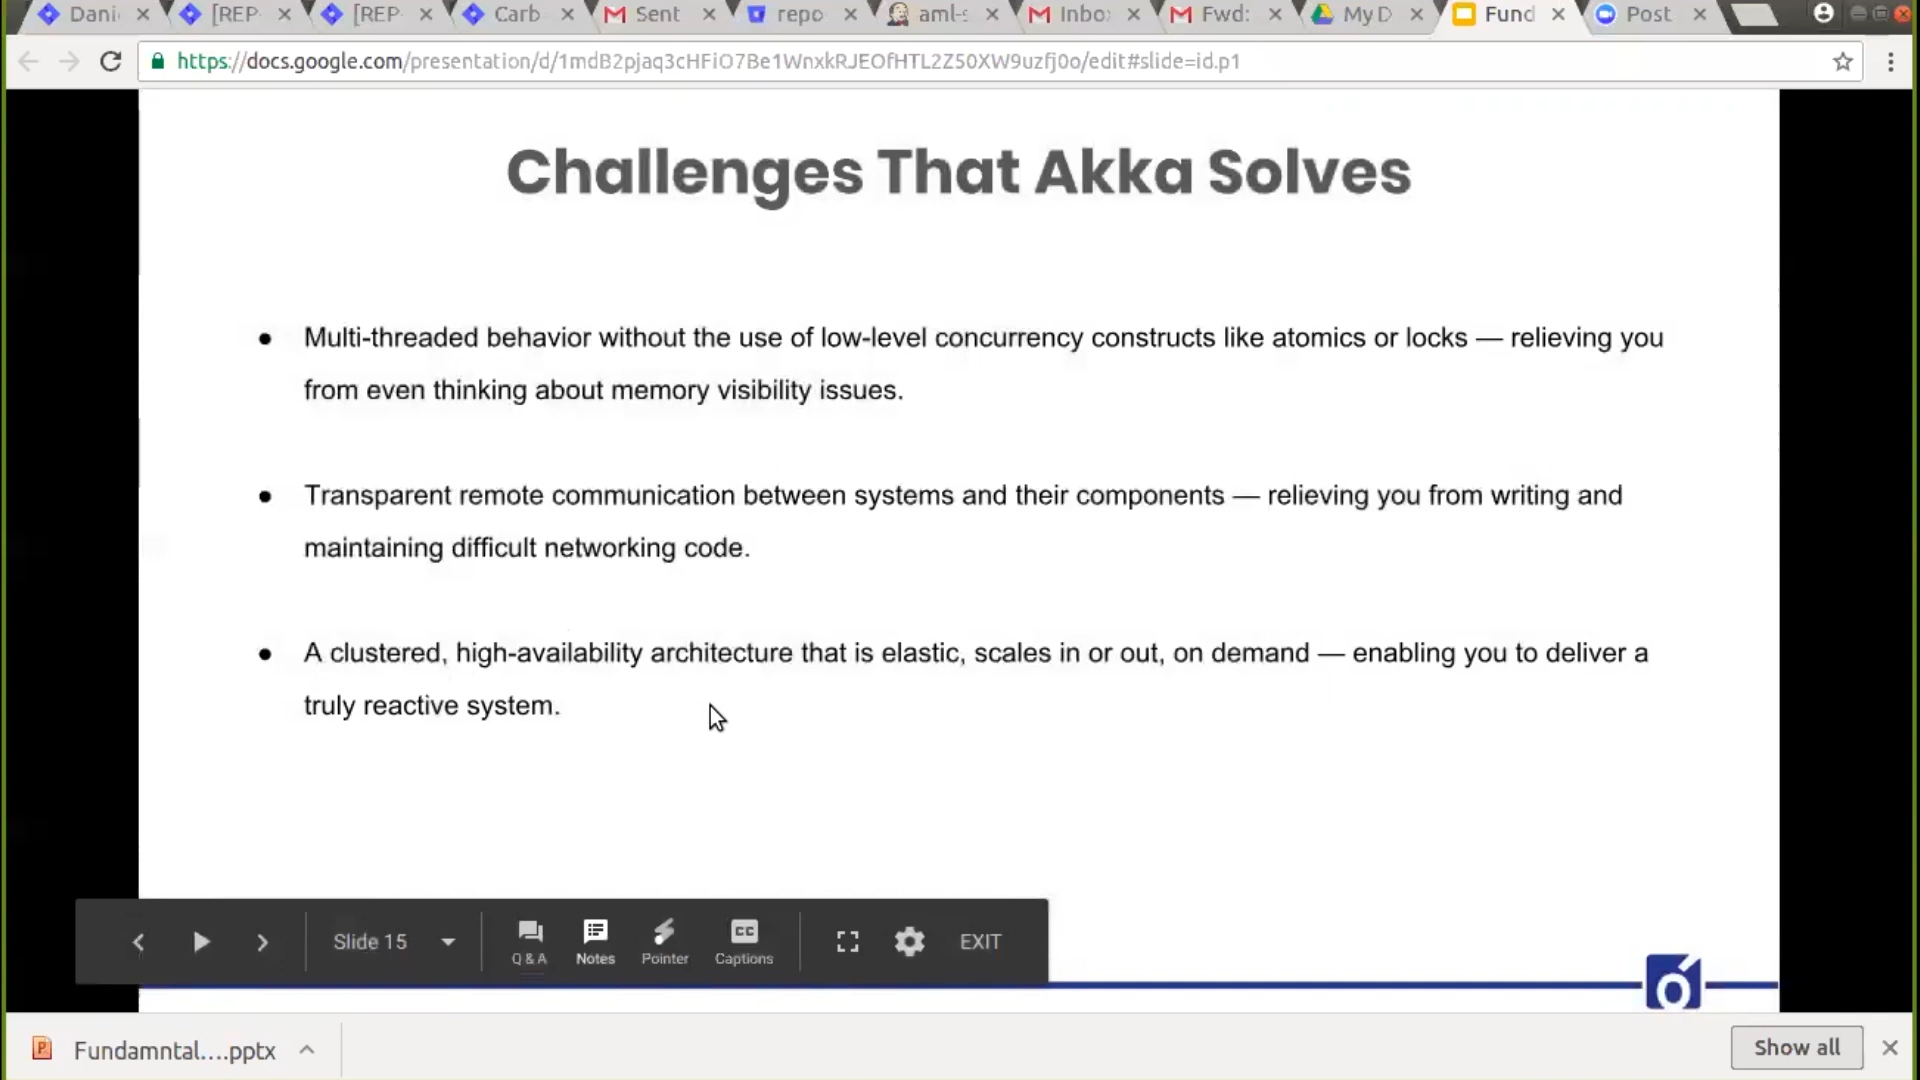 Dani
[REP
[REP
Carb
Sent
repo
aml-s
Inbo
Fwd:
My D
Fund
Post
https://docs.google.com/presentation/d/1mdB2pjaq3cHFiO7Be1WnxkRJEOfHTL2Z50XW9uzfj0o/edit#slide=id.p1
Challenges That Akka Solves
● Multi-threaded behavior without the use of low-level concurrency constructs like atomics or locks — relieving you
from even thinking about memory visibility issues.
● Transparent remote communication between systems and their components — relieving you from writing and
maintaining difficult networking code.
● A clustered, high-availability architecture that is elastic, scales in or out, on demand — enabling you to deliver a
truly reactive system.
Slide 15
Q & A
Notes
Pointer
CC
Captions
EXIT
Fundamntal....pptx
Show all